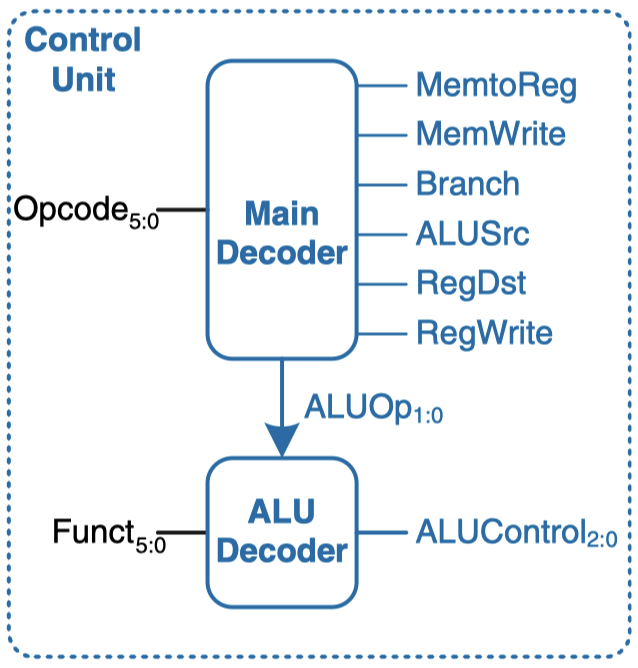 Control
Unit
MemtoReg
MemWrite
Branch
ALUSrc
RegDst
RegWrite
Opcode5:0
Main
Decoder
ALUOp1:0
Funct5:0
ALU
Decoder
ALUControl2:0